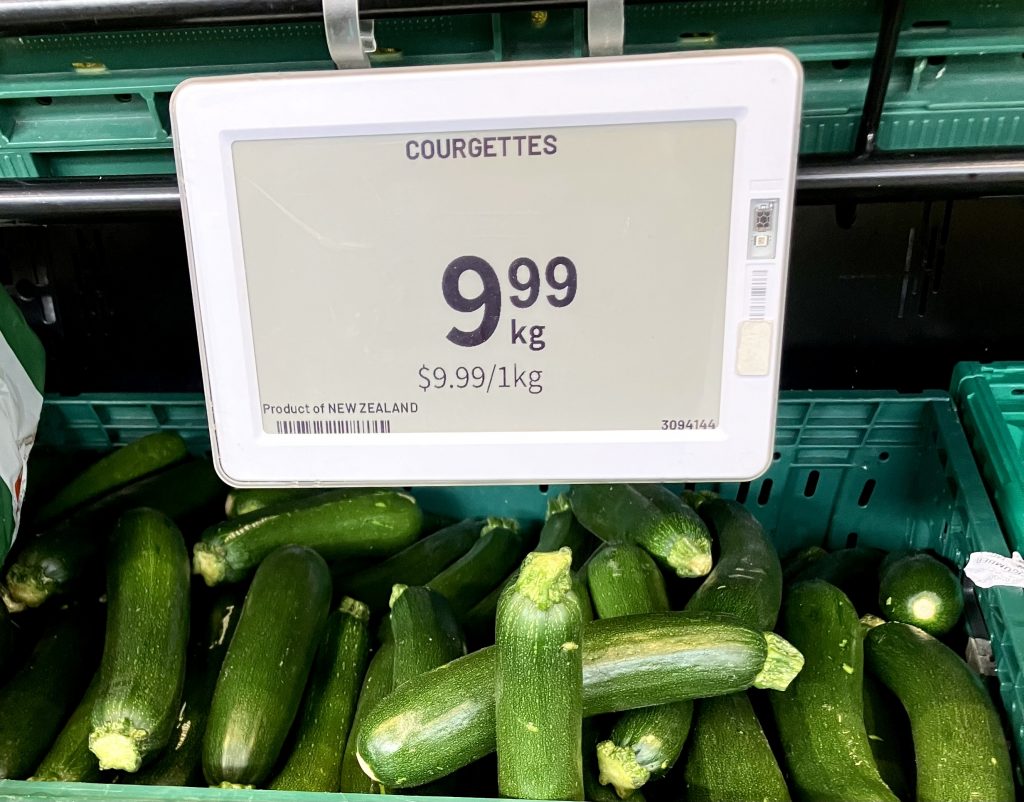 COURGETTES
9 99
kg
$9.99/1kg
Product of NEW ZEALAND
3094144